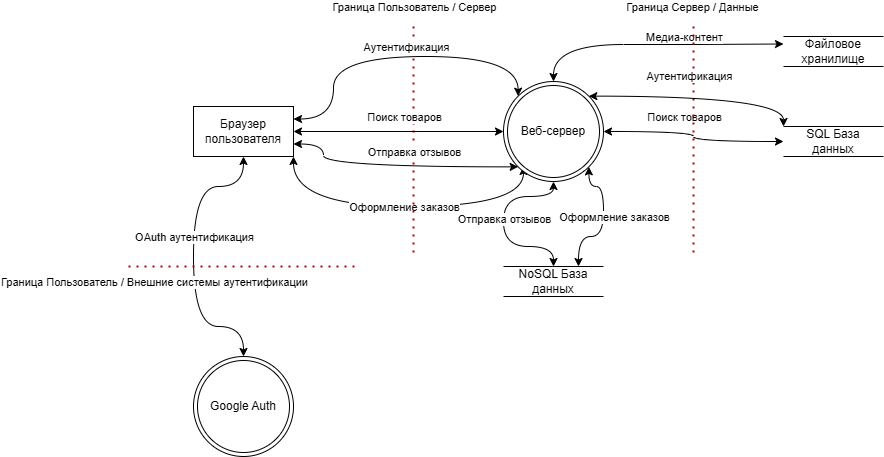 Граница Пользователь / Сервер
Граница Сервер / Данные
Аутентификация
Медиа-контент
Файловое
хранилище
Аутентификация
Браузер
пользователя
Поиск товаров
Веб-сервер
Поиск товаров
SQL База
данных
Отправка отзывов
Оформление заказов
Отправка отзывов
Оформление заказов
OAuth аутентификация
NoSQL База
данных
Граница Пользователь / Внешние системы аутентификации
Google Auth